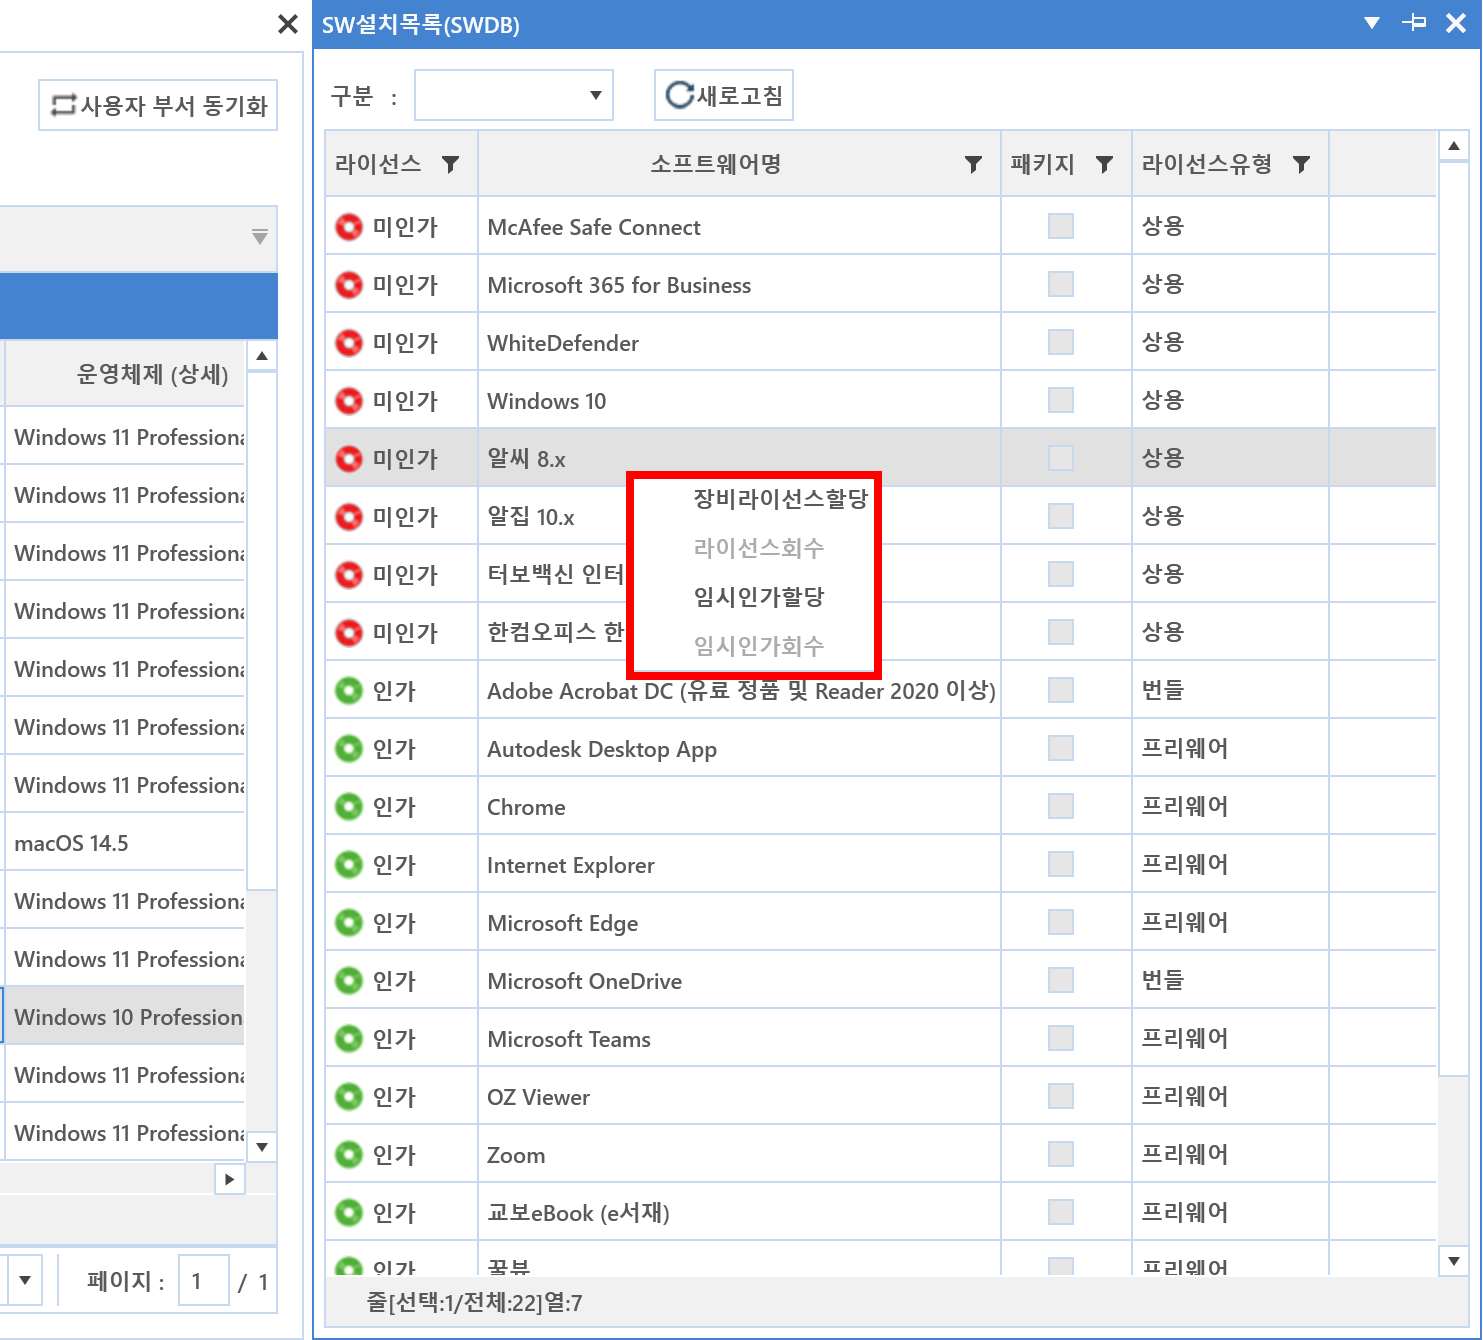 사용자 부서 동기화
운영체제 (상세)
Windows 11 Professiona
Windows 11 Professiona
Windows 11 Professiona
Windows 11 Professiona
Windows 11 Professiona
Windows 11 Professiona
Windows 11 Professiona
macOS 14.5
Windows 11 Professiona
Windows 11 Professiona
Windows 10 Profession
Windows 11 Professiona
Windows 11 Professiona
페이지 : 1 / 1
SW설치목록(SWDB)
구분 : 새로고침
라이선스 소프트웨어명 패키지 라이선스유형
미인가 McAfee Safe Connect 상용
미인가 Microsoft 365 for Business 상용
미인가 WhiteDefender 상용
미인가 Windows 10 상용
미인가 알씨 8.x 상용
미인가 알집 10.x 상용
미인가 터보백신 인터 상용
미인가 한컴오피스 한 상용
장비라이선스할당
라이선스회수
임시인가할당
임시인가회수
인가 Adobe Acrobat DC (유료 정품 및 Reader 2020 이상) 번들
인가 Autodesk Desktop App 프리웨어
인가 Chrome 프리웨어
인가 Internet Explorer 프리웨어
인가 Microsoft Edge 프리웨어
인가 Microsoft OneDrive 번들
인가 Microsoft Teams 프리웨어
인가 OZ Viewer 프리웨어
인가 Zoom 프리웨어
인가 교보eBook (e서재) 프리웨어
인가 꿀뷰 프리웨어
줄[선택:1/전체:22]열:7